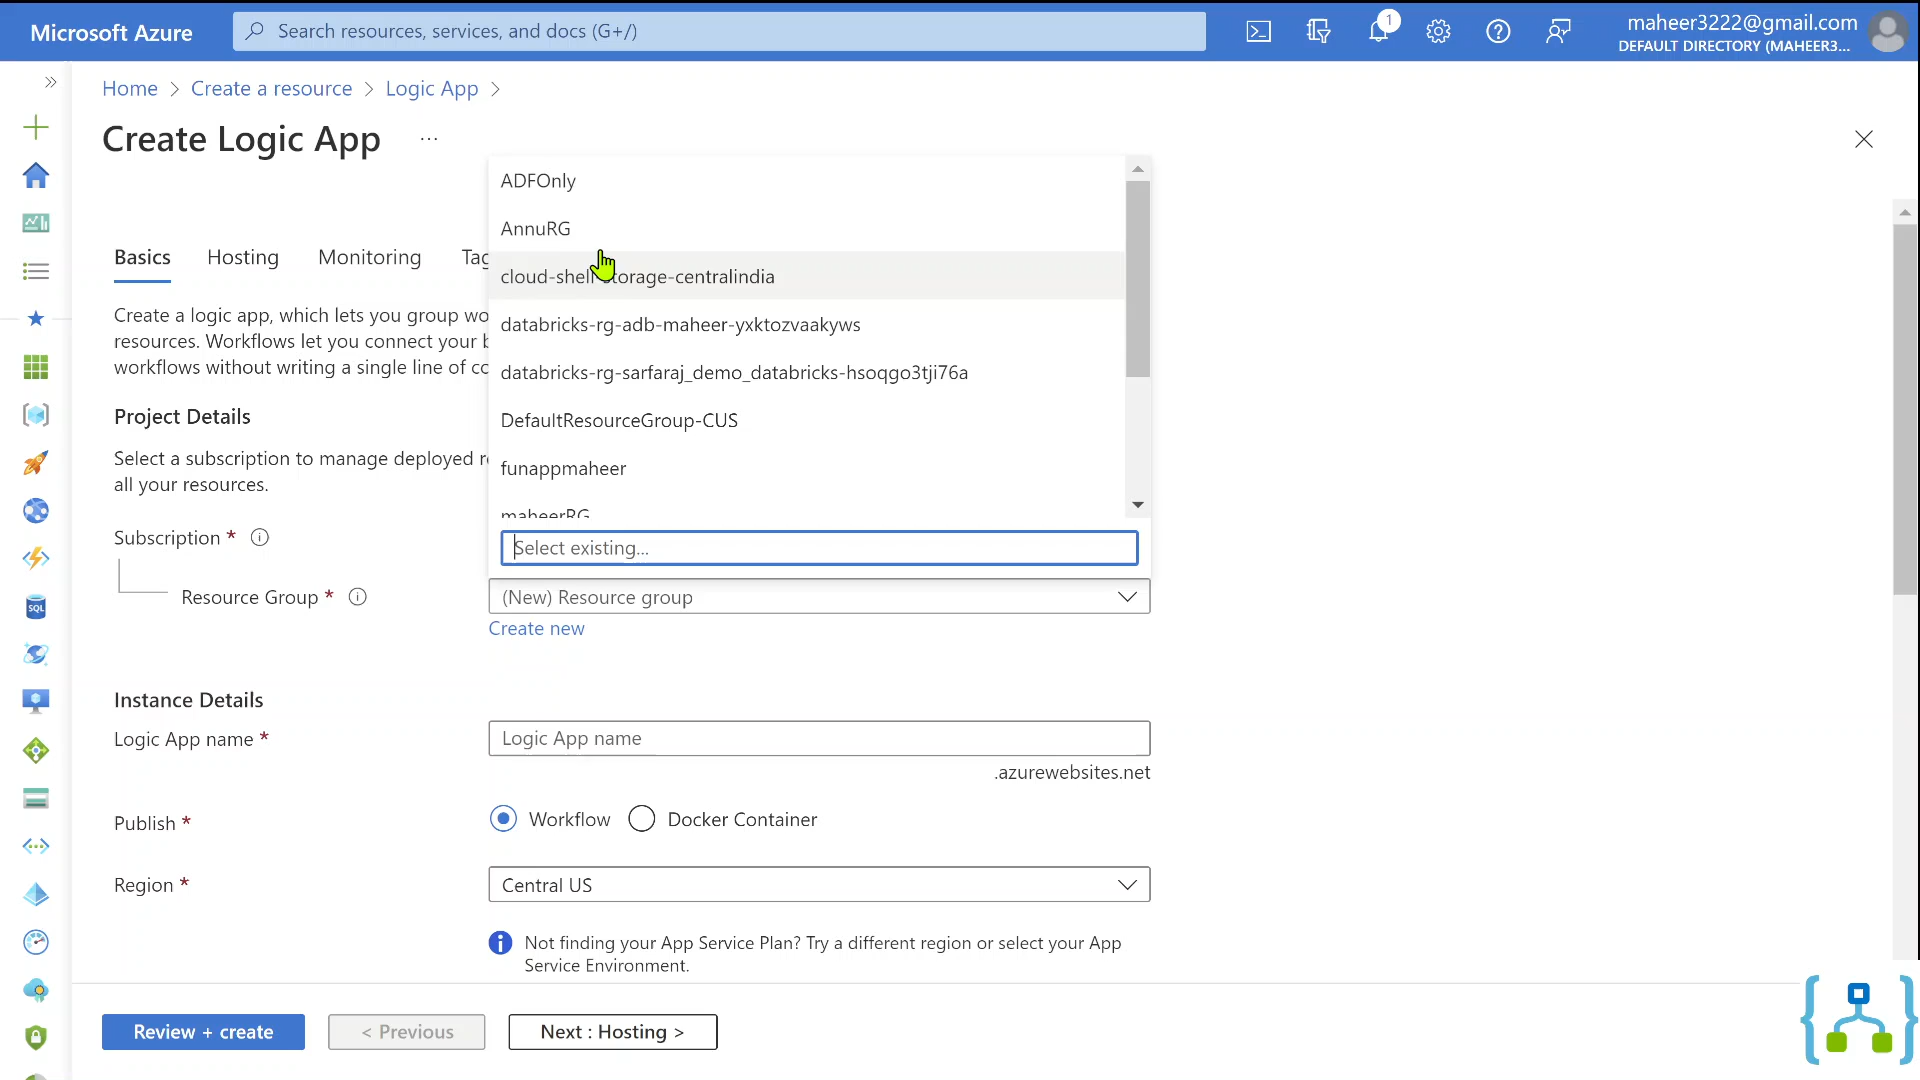 Microsoft Azure
Search resources, services, and docs (G+/)
1
maheer3222@gmail.com
DEFAULT DIRECTORY (MAHEER3...
Home > Create a resource > Logic App >
Create Logic App ...
ADFOnly
AnnuRG
cloud-shell-storage-centralindia
databricks-rg-adb-maheer-yxktozvaakyws
databricks-rg-sarfaraj_demo_databricks-hsoqgo3tji76a
DefaultResourceGroup-CUS
funappmaheer
maheerRG
Select existing...
Basics Hosting Monitoring Tag
Create a logic app, which lets you group wo
resources. Workflows let you connect your b
workflows without writing a single line of co
Project Details
Select a subscription to manage deployed re
all your resources.
Subscription *
Resource Group *
(New) Resource group
Create new
Instance Details
Logic App name *
Logic App name
.azurewebsites.net
Publish *
Workflow Docker Container
Region *
Central US
Not finding your App Service Plan? Try a different region or select your App
Service Environment.
Review + create < Previous Next : Hosting >
SQL